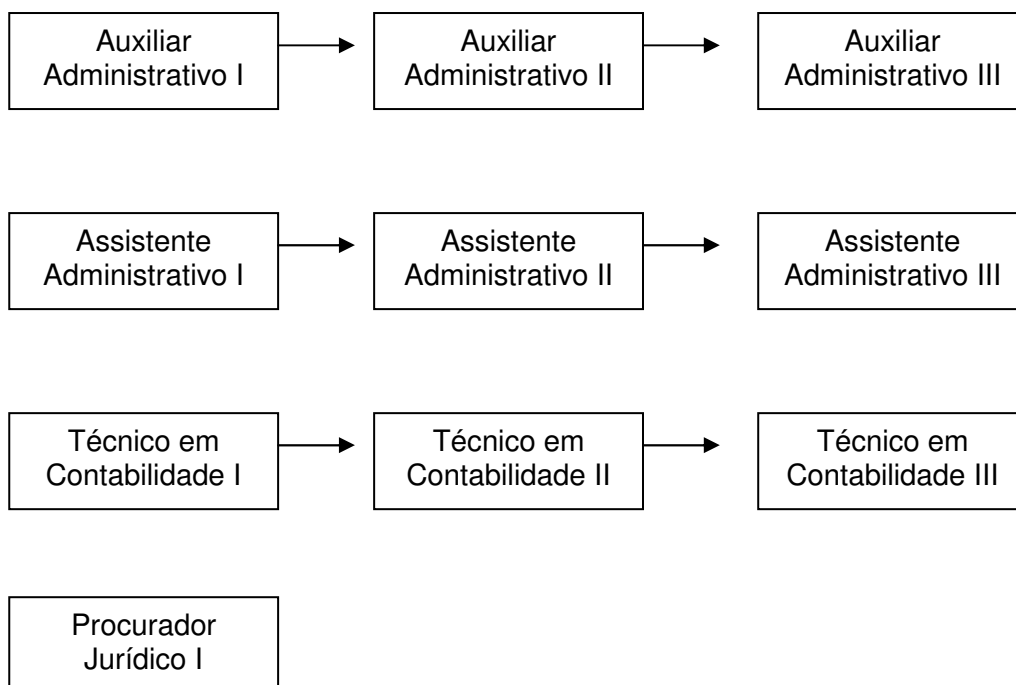 Auxiliar
Administrativo I
Auxiliar
Administrativo II
Auxiliar
Administrativo III
Assistente
Administrativo I
Assistente
Administrativo II
Assistente
Administrativo III
Técnico em
Contabilidade I
Técnico em
Contabilidade II
Técnico em
Contabilidade III
Procurador
Jurídico I